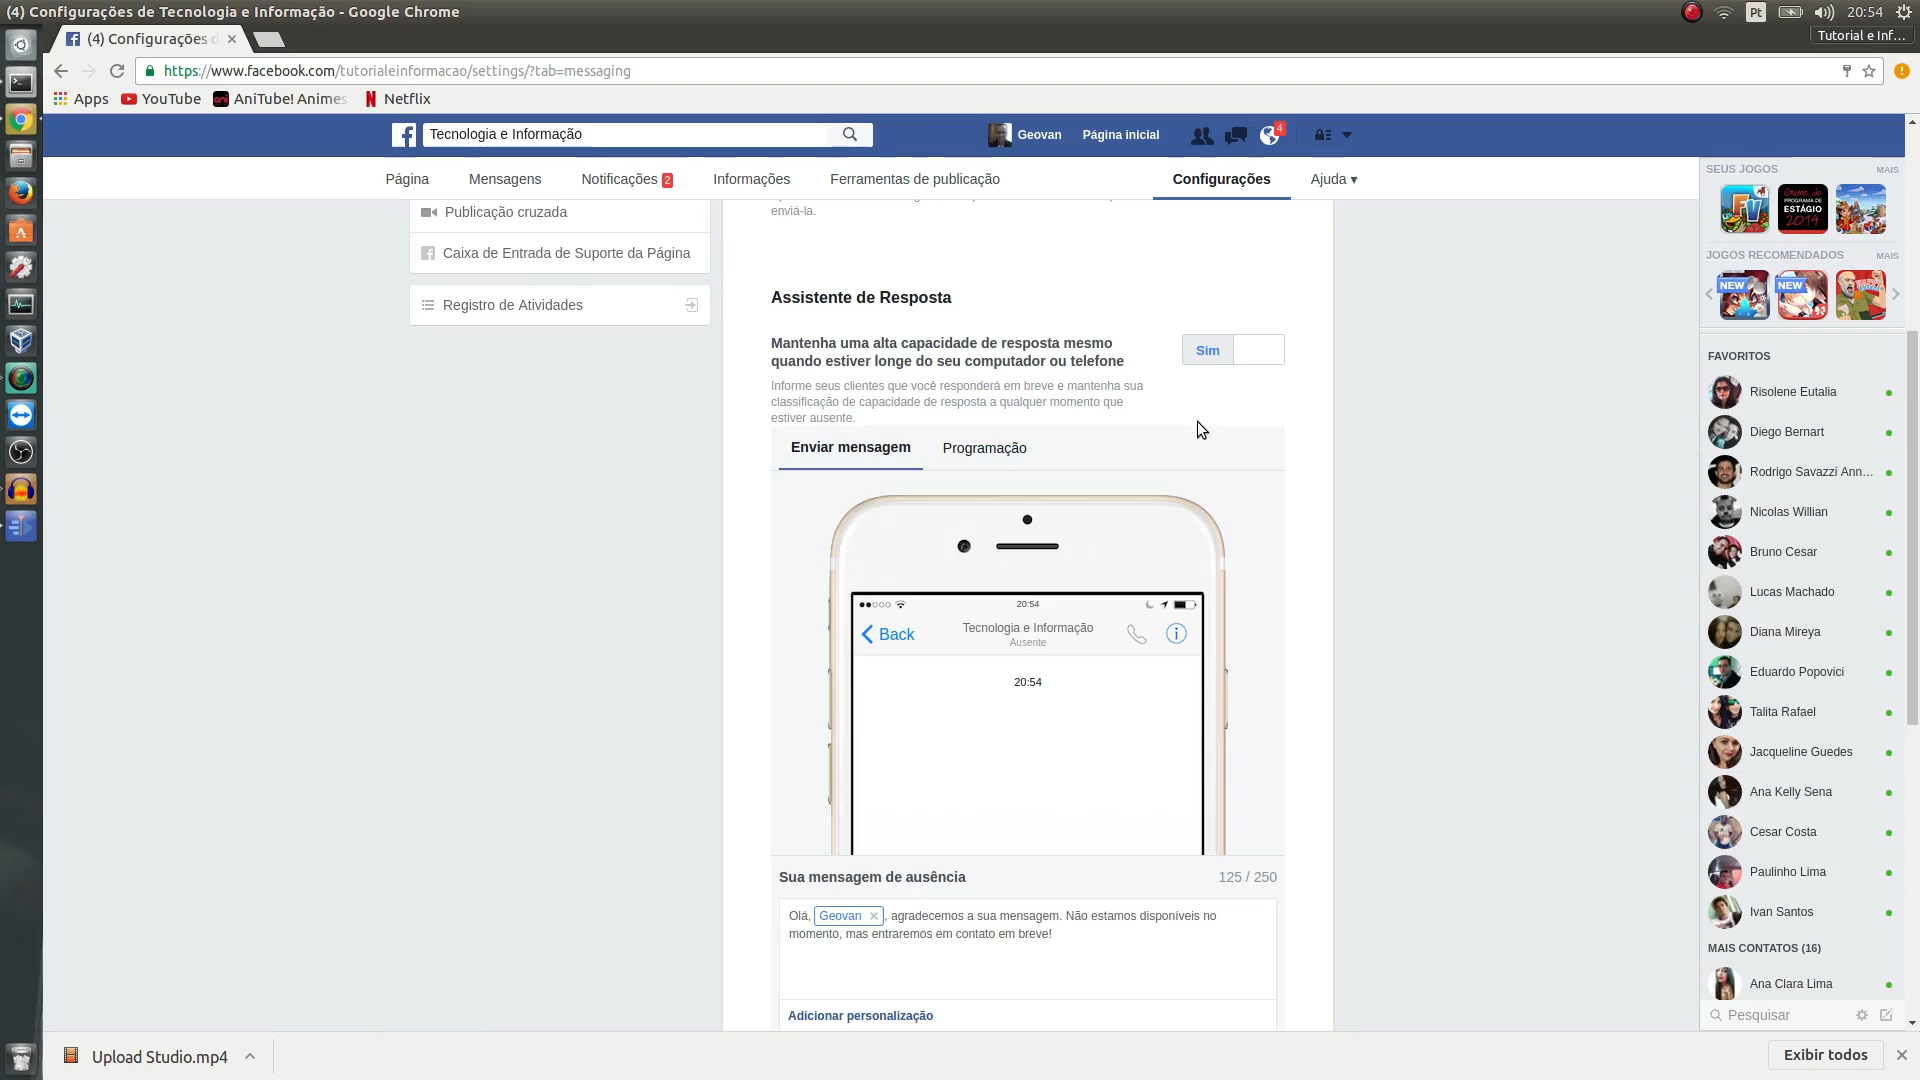 (4) Configurações de Tecnologia e Informação - Google Chrome
Pt
20:54
(4) Configurações d
Tutorial e Inf...
https://www.facebook.com/tutorialeinformacao/settings/?tab=messaging
Apps
YouTube
AniTube! Animes
Netflix
Tecnologia e Informação
Geovan
Página inicial
4
Página
Mensagens
Notificações 2
Informações
Ferramentas de publicação
Configurações
Ajuda ▾
Publicação cruzada
Caixa de Entrada de Suporte da Página
Registro de Atividades
enviá-la.
Assistente de Resposta
Mantenha uma alta capacidade de resposta mesmo
quando estiver longe do seu computador ou telefone
Sim
Informe seus clientes que você responderá em breve e mantenha sua
classificação de capacidade de resposta a qualquer momento que
estiver ausente.
Enviar mensagem
Programação
20:54
Back
Tecnologia e Informação
Ausente
20:54
Sua mensagem de ausência
125 / 250
Olá, Geovan ×, agradecemos a sua mensagem. Não estamos disponíveis no
momento, mas entraremos em contato em breve!
Adicionar personalização
SEUS JOGOS
MAIS
PROGRAMA DE
ESTÁGIO
2014
JOGOS RECOMENDADOS
MAIS
NEW
NEW
FAVORITOS
Risolene Eutalia
Diego Bernart
Rodrigo Savazzi Ann...
Nicolas Willian
Bruno Cesar
Lucas Machado
Diana Mireya
Eduardo Popovici
Talita Rafael
Jacqueline Guedes
Ana Kelly Sena
Cesar Costa
Paulinho Lima
Ivan Santos
MAIS CONTATOS (16)
Ana Clara Lima
Pesquisar
Upload Studio.mp4
Exibir todos